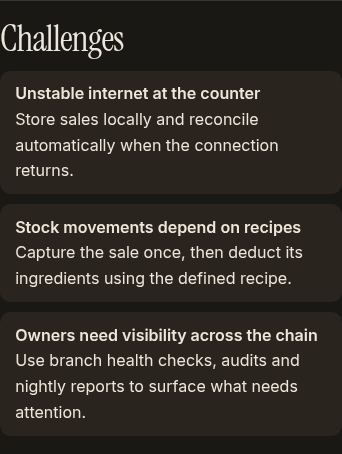 Challenges
Unstable internet at the counter
Store sales locally and reconcile
automatically when the connection
returns.
Stock movements depend on recipes
Capture the sale once, then deduct its
ingredients using the defined recipe.
Owners need visibility across the chain
Use branch health checks, audits and
nightly reports to surface what needs
attention.